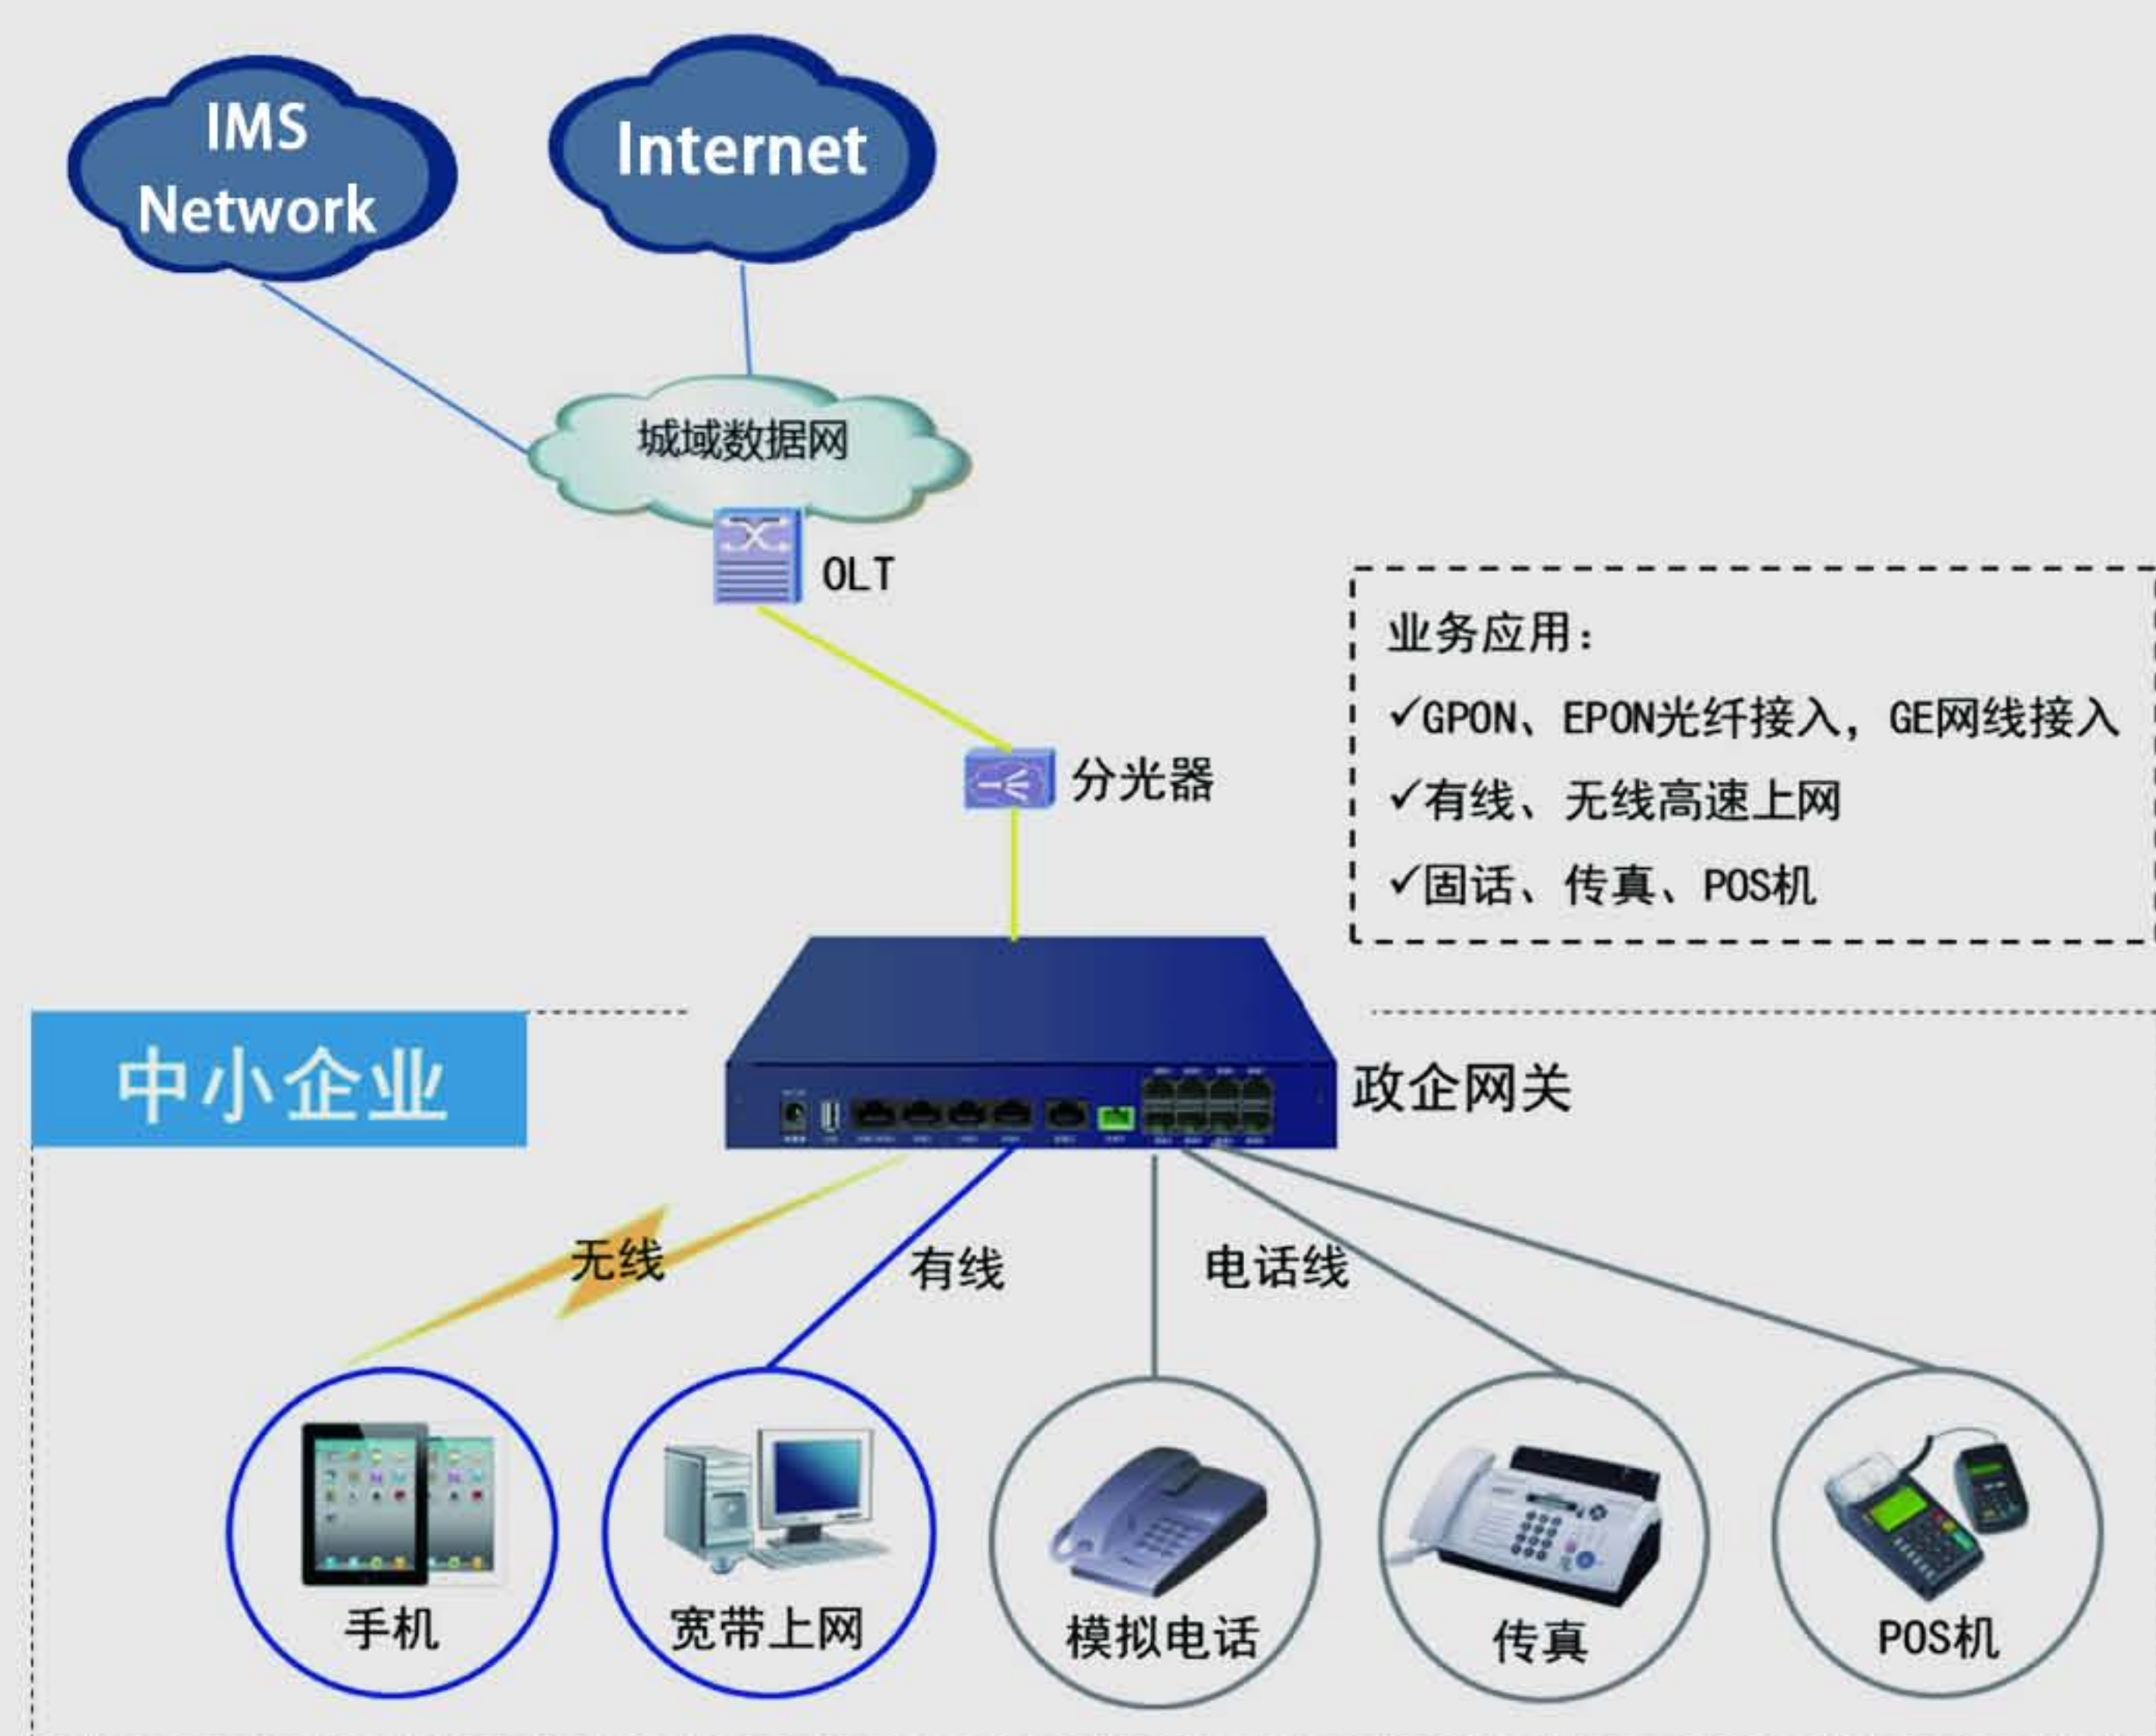 IMS
Network
Internet
城域数据网
OLT
业务应用：
✓GPON、EPON光纤接入，GE网线接入
分光器
✓有线、无线高速上网
✓固话、传真、POS机
中小企业
政企网关
无线
有线
电话线
手机
宽带上网
模拟电话
传真
POS机